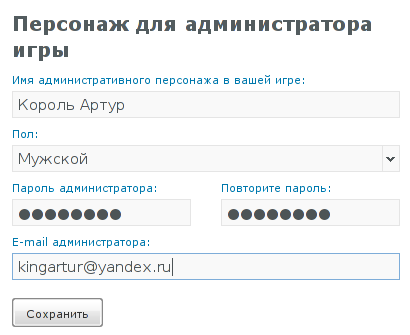 Персонаж для администратора
игры
Имя административного персонажа в вашей игре:
Король Артур
Пол:
Мужской
Пароль администратора: Повторите пароль:
●●●●●●●● ●●●●●●●●
E-mail администратора:
kingartur@yandex.ru
Сохранить